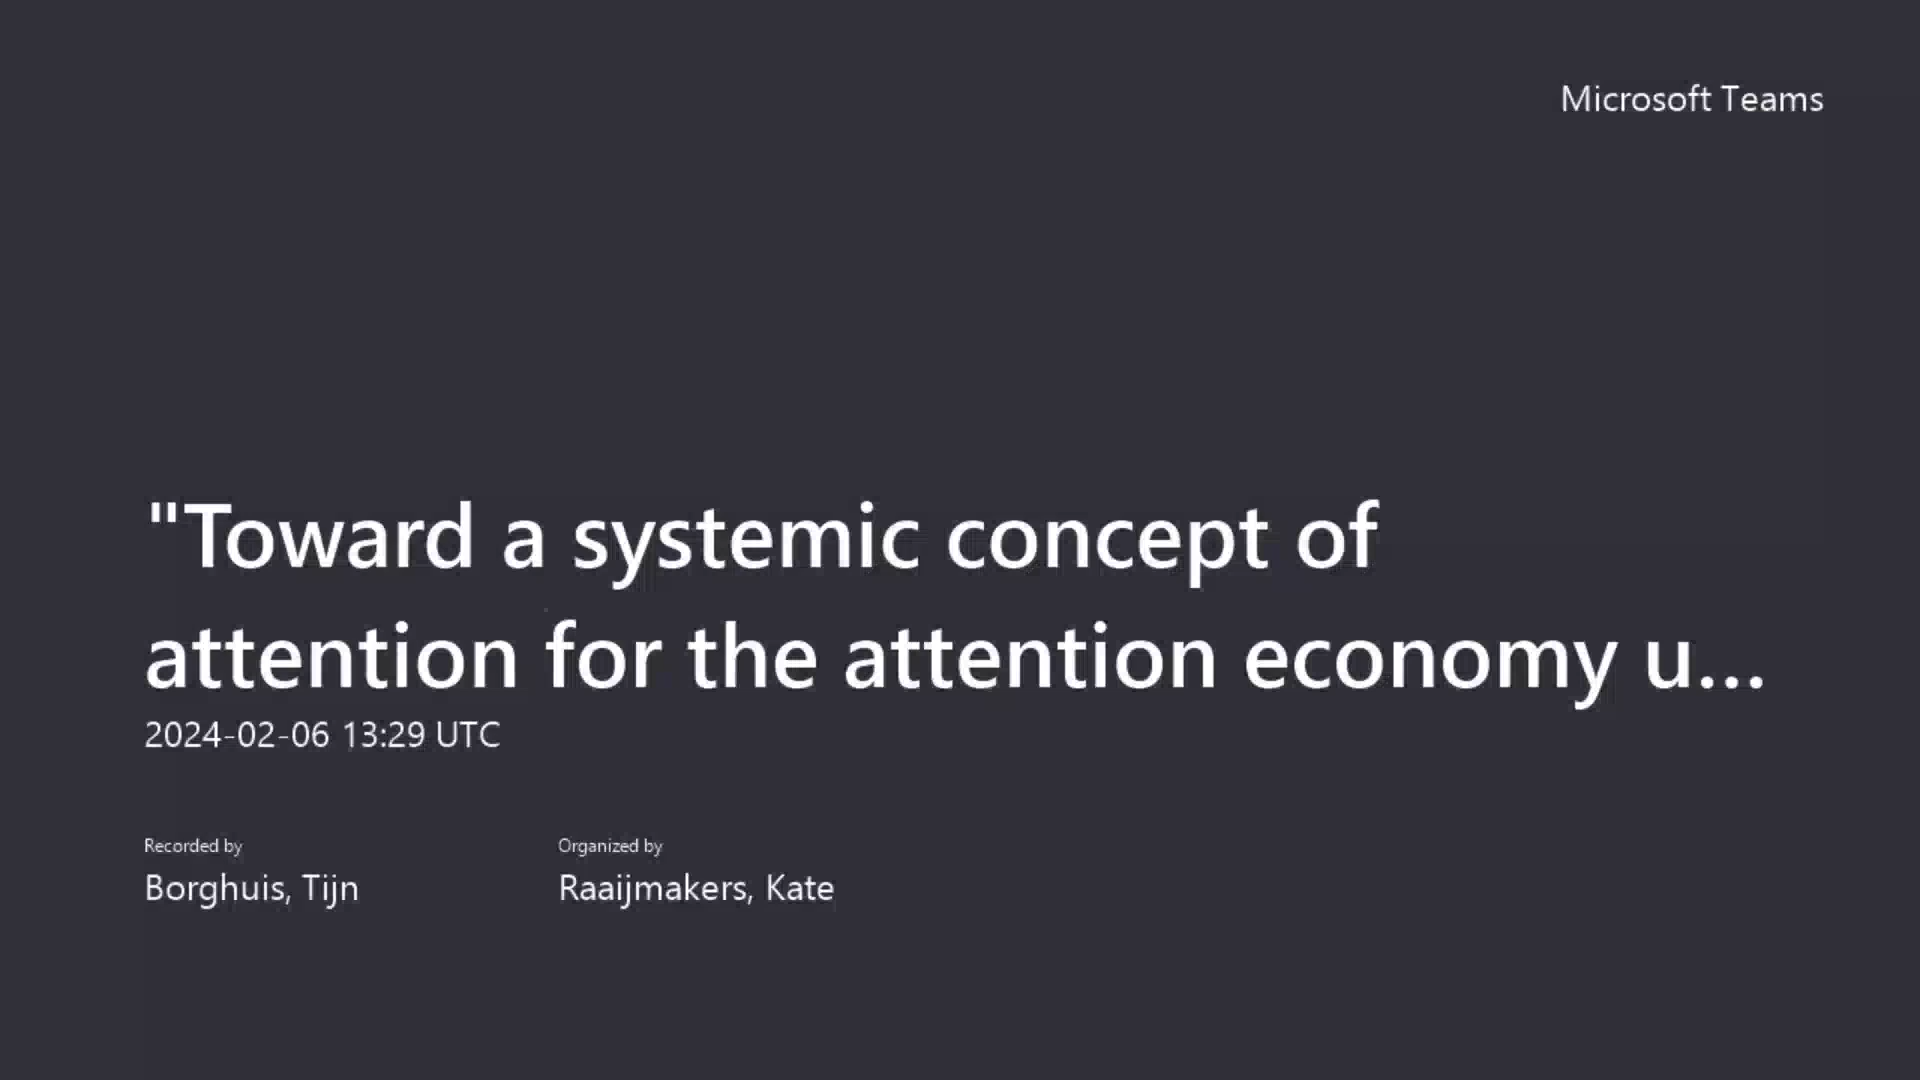 Microsoft Teams
"Toward a systemic concept of
attention for the attention economy u...
2024-02-06 13:29 UTC
Recorded by
Organized by
Borghuis, Tijn
Raaijmakers, Kate